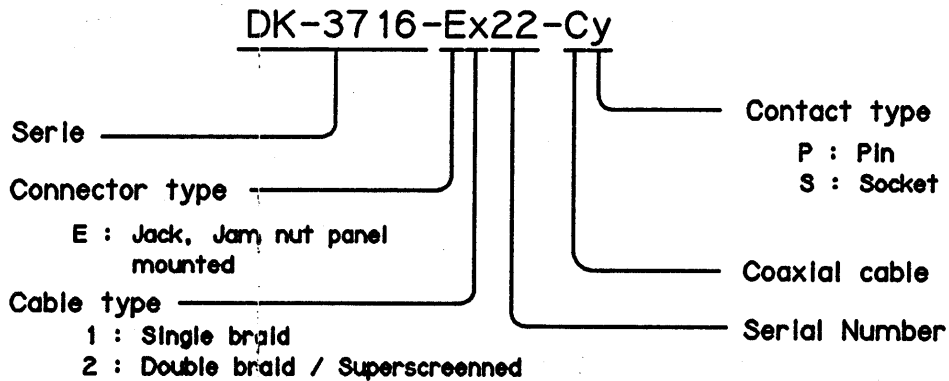 DK-3716-Ex22-Cy
Serie
Connector type
E : Jack, Jam nut panel
mounted
Cable type
1 : Single braid
2 : Double braid / Superscreenned
Contact type
P : Pin
S : Socket
Coaxial cable
Serial Number